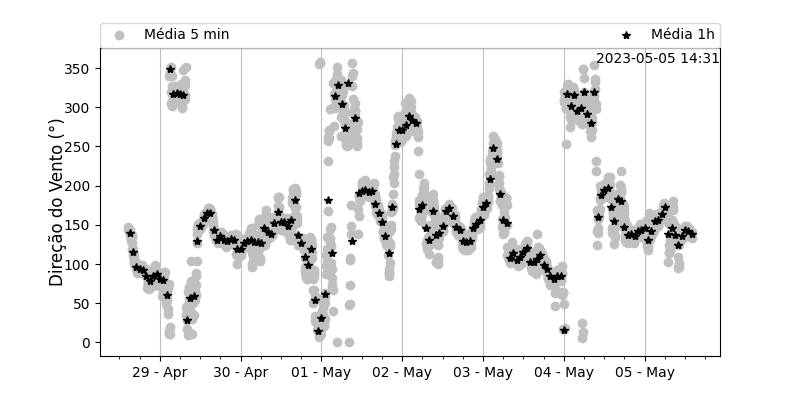 Média 5 min
Média 1h
2023-05-05 14:31
Direção do Vento (°)
350
300
250
200
150
100
50
0
29 - Apr
30 - Apr
01 - May
02 - May
03 - May
04 - May
05 - May